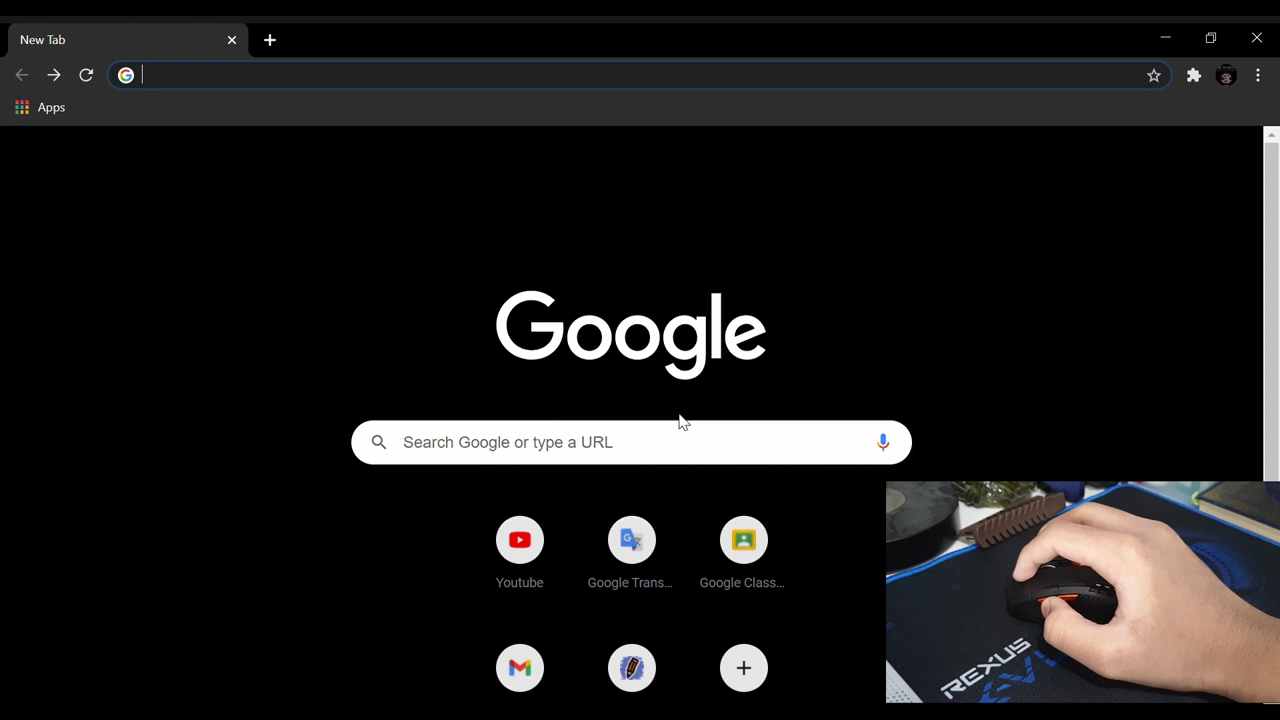 New Tab
Apps
Google
Search Google or type a URL
Youtube
Google Trans...
Google Class...
REXUS